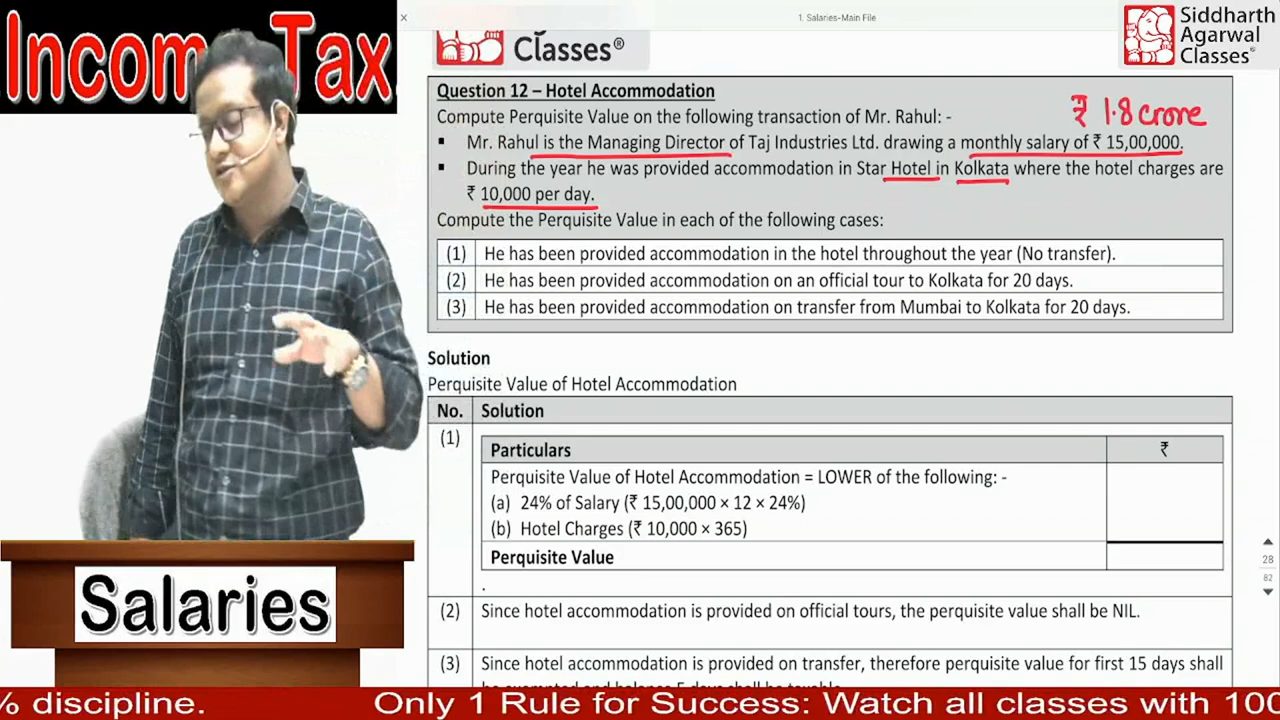 Income Tax
1. Salaries-Main File
Siddharth
Agarwal
Classes®
Classes®
Question 12 – Hotel Accommodation
₹ 1.8 crore
Compute Perquisite Value on the following transaction of Mr. Rahul: -
▪ Mr. Rahul is the Managing Director of Taj Industries Ltd. drawing a monthly salary of ₹ 15,00,000.
▪ During the year he was provided accommodation in Star Hotel in Kolkata where the hotel charges are
₹ 10,000 per day.
Compute the Perquisite Value in each of the following cases:
(1) He has been provided accommodation in the hotel throughout the year (No transfer).
(2) He has been provided accommodation on an official tour to Kolkata for 20 days.
(3) He has been provided accommodation on transfer from Mumbai to Kolkata for 20 days.
Solution
Perquisite Value of Hotel Accommodation
No. Solution
(1)
Particulars ₹
Perquisite Value of Hotel Accommodation = LOWER of the following: -
(a) 24% of Salary (₹ 15,00,000 × 12 × 24%)
(b) Hotel Charges (₹ 10,000 × 365)
Perquisite Value
.
28
82
(2) Since hotel accommodation is provided on official tours, the perquisite value shall be NIL.
(3) Since hotel accommodation is provided on transfer, therefore perquisite value for first 15 days shall
Salaries
% discipline. Only 1 Rule for Success: Watch all classes with 100